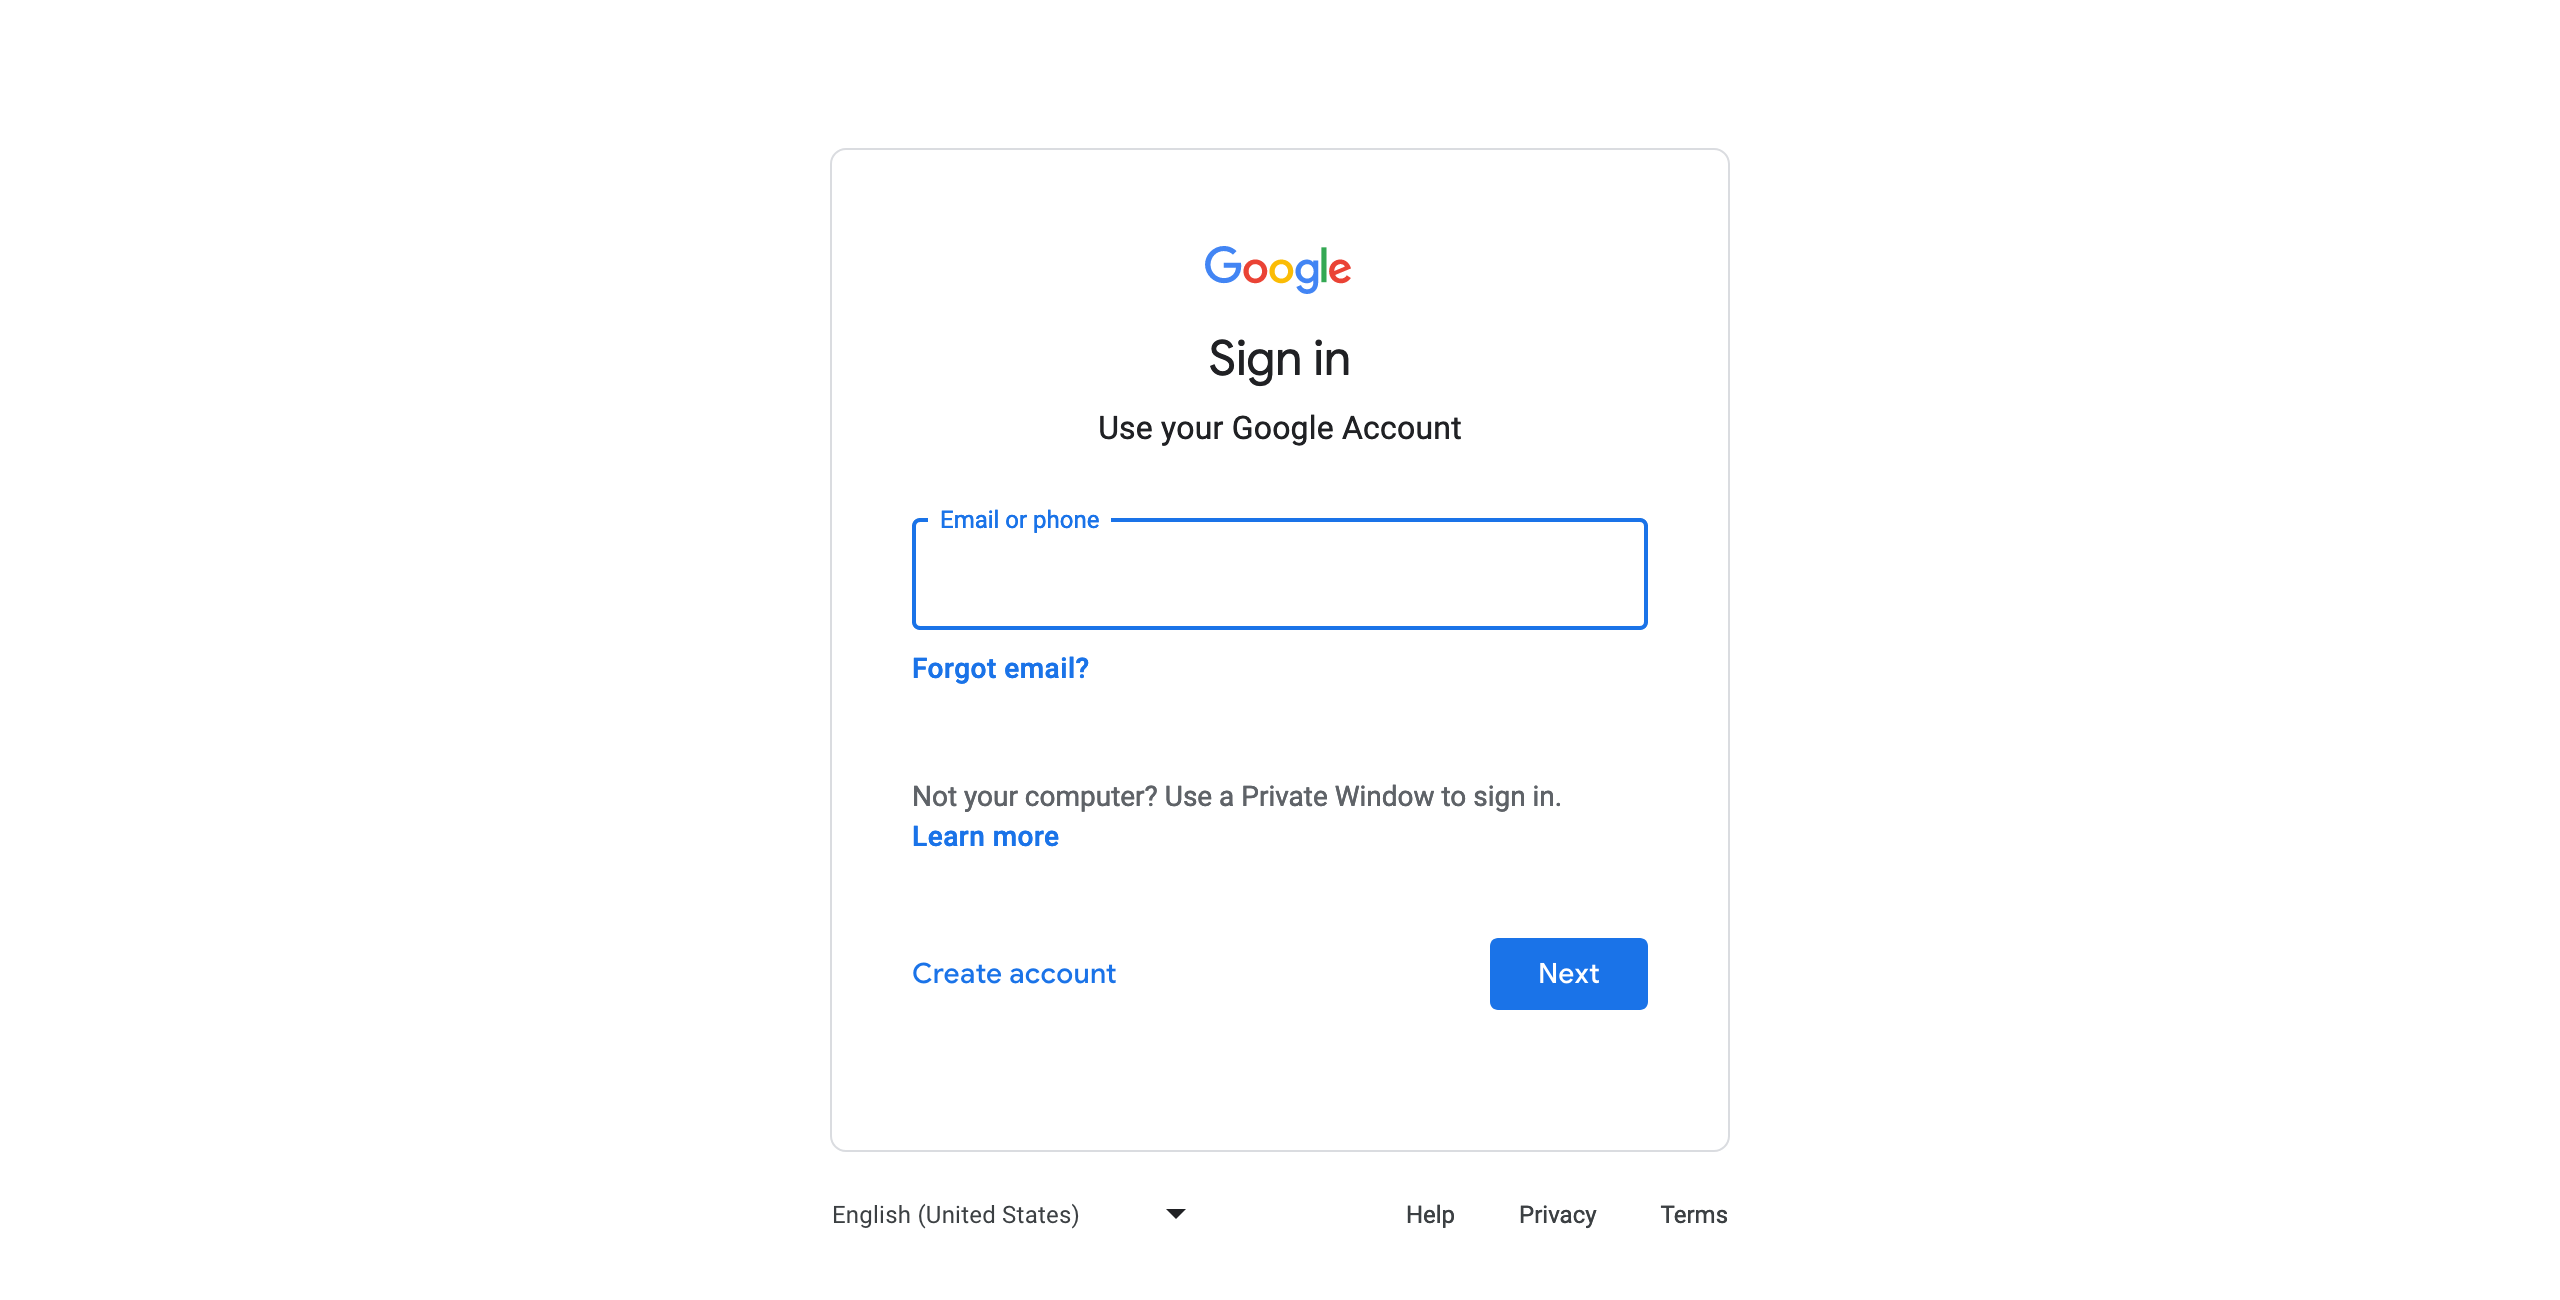 Google
Sign in
Use your Google Account
Email or phone
Forgot email?
Not your computer? Use a Private Window to sign in.
Learn more
Create account
Next
English (United States)
Help
Privacy
Terms